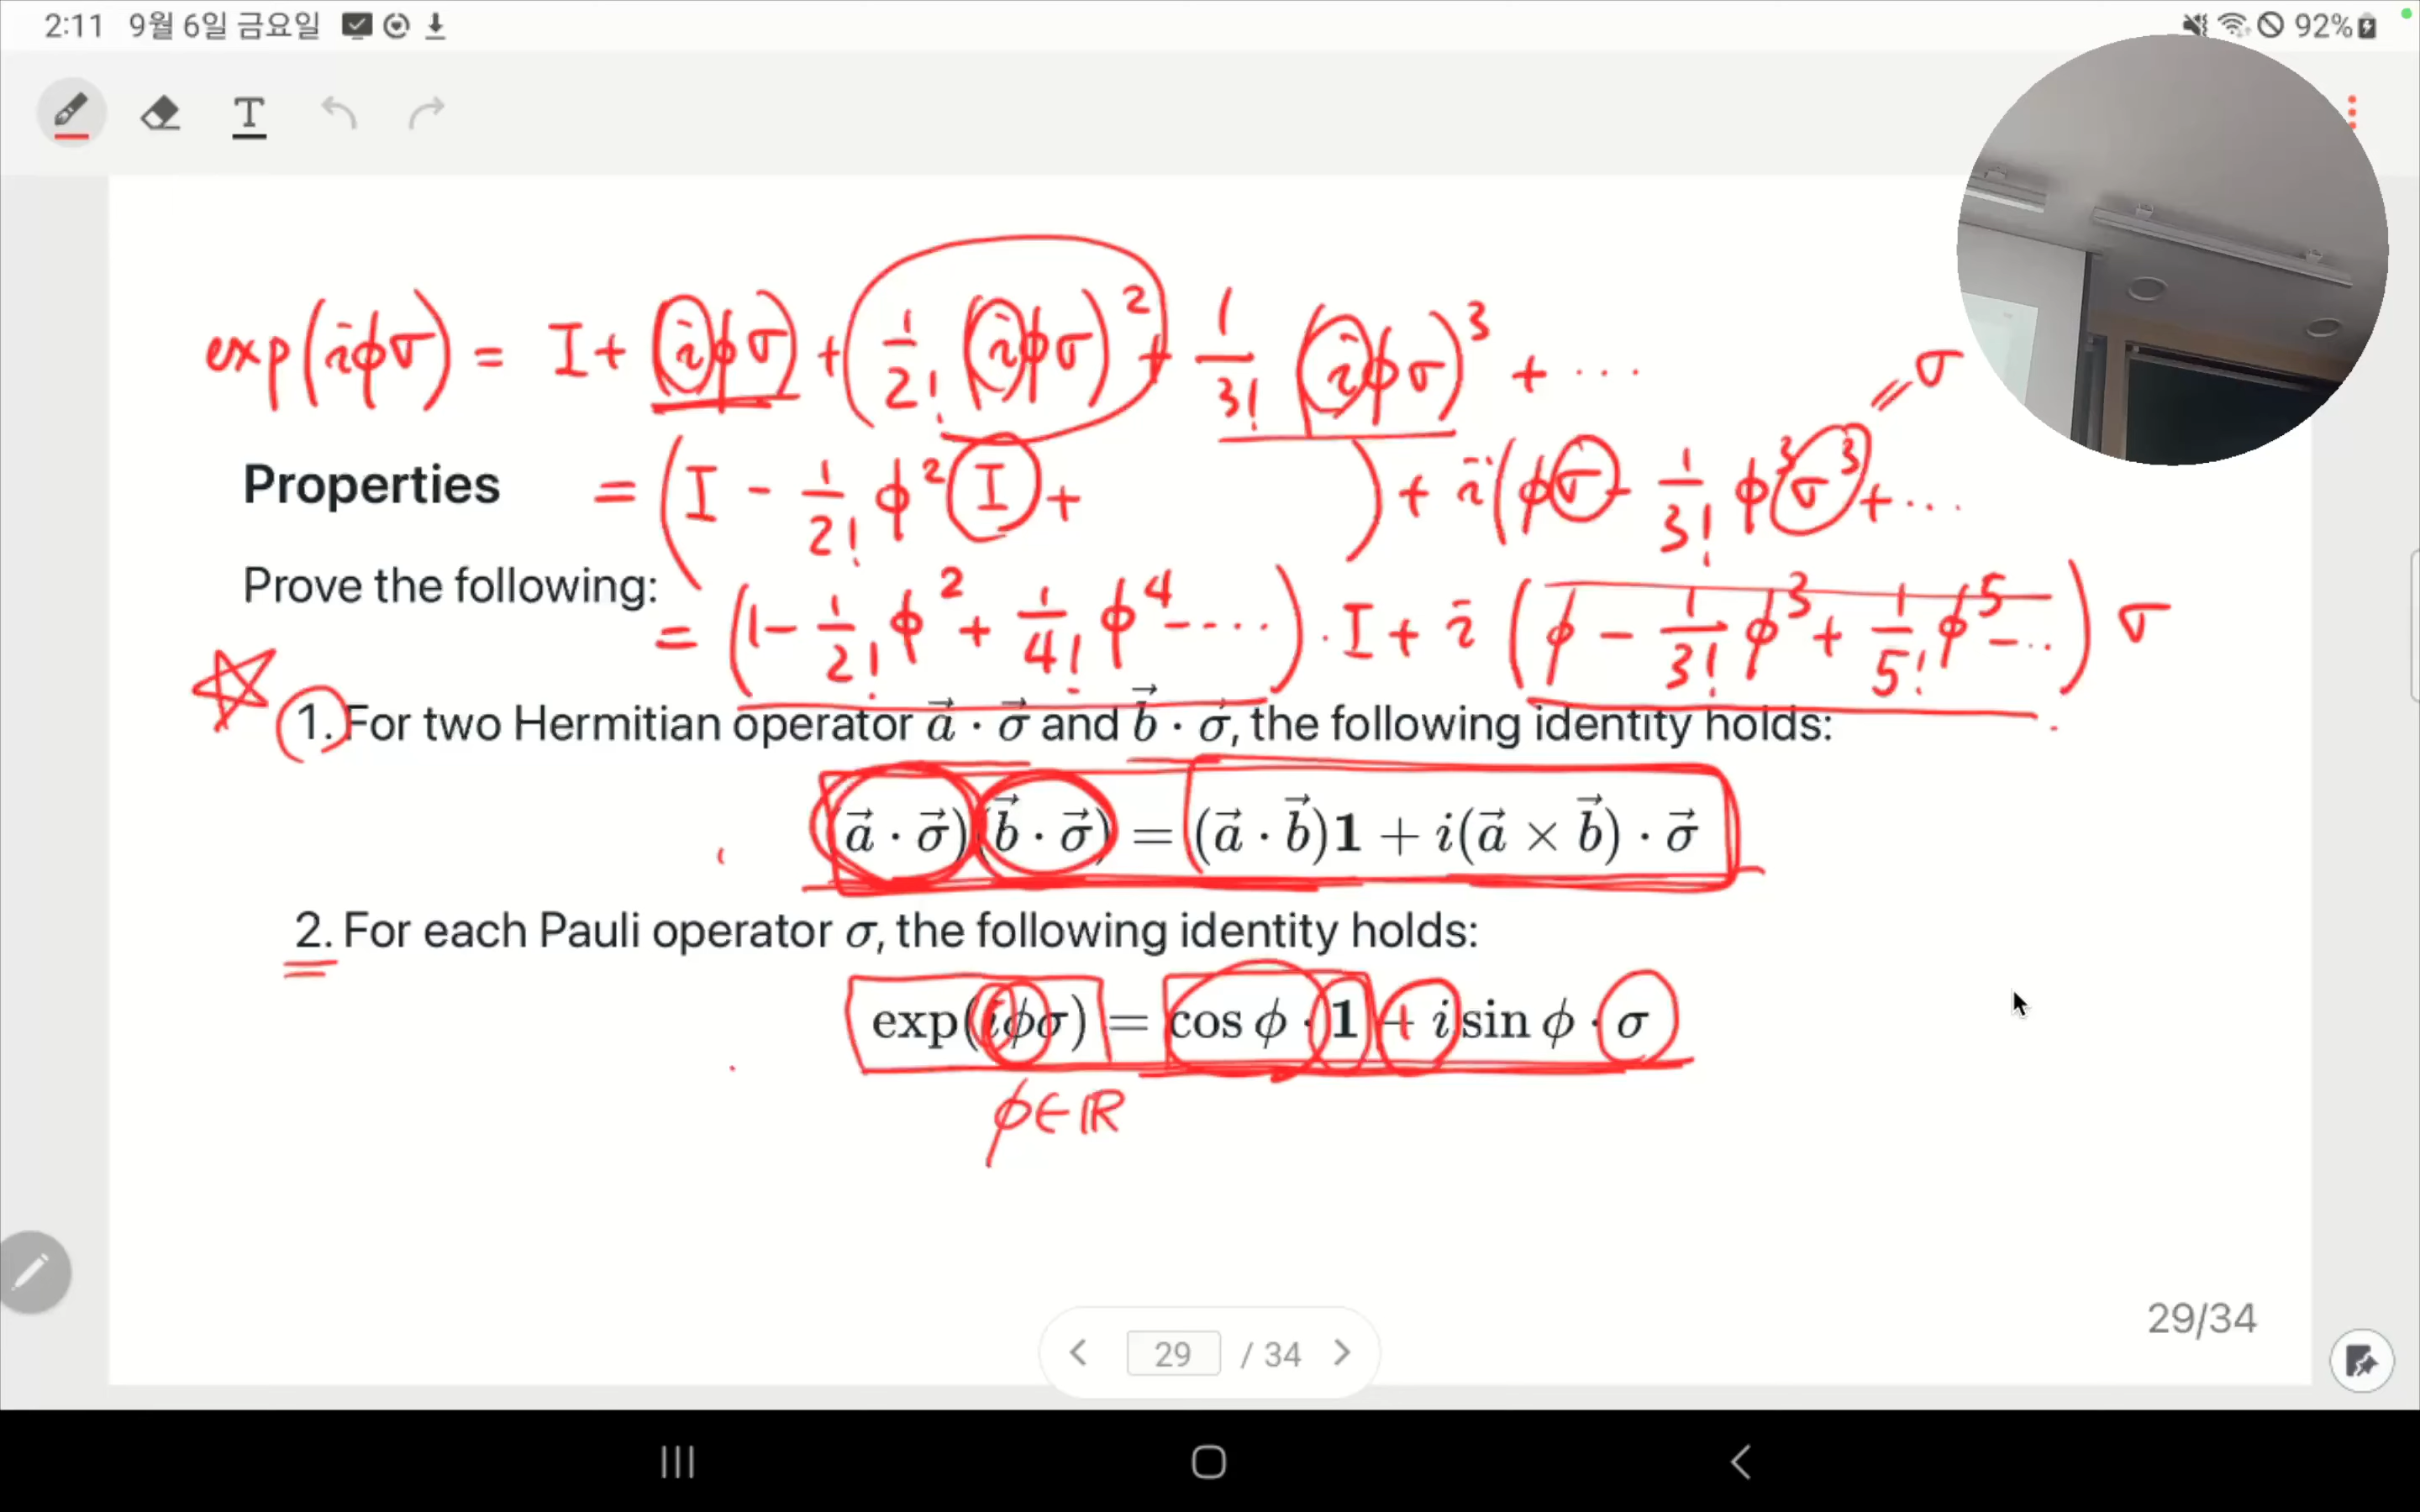 2:11 9월 6일 금요일 92%
T
exp(iϕσ) = I + (iϕσ) + 1/2! (iϕσ)² + 1/3! (iϕσ)³ + ...
= σ
Properties = (I - 1/2! ϕ² I + ) + i(ϕσ - 1/3! ϕ³σ³ + ...
Prove the following:
= (1 - 1/2! ϕ² + 1/4! ϕ⁴ - ...) · I + i (ϕ - 1/3! ϕ³ + 1/5! ϕ⁵ - ...) σ
1. For two Hermitian operator a⃗ · σ⃗ and b⃗ · σ⃗, the following identity holds:
(a⃗ · σ⃗)(b⃗ · σ⃗) = (a⃗ · b⃗)𝟏 + i(a⃗ × b⃗) · σ⃗
2. For each Pauli operator σ, the following identity holds:
exp(iϕσ) = cos ϕ · 𝟏 + i sin ϕ · σ
ϕ∈ℝ
29/34
29 / 34